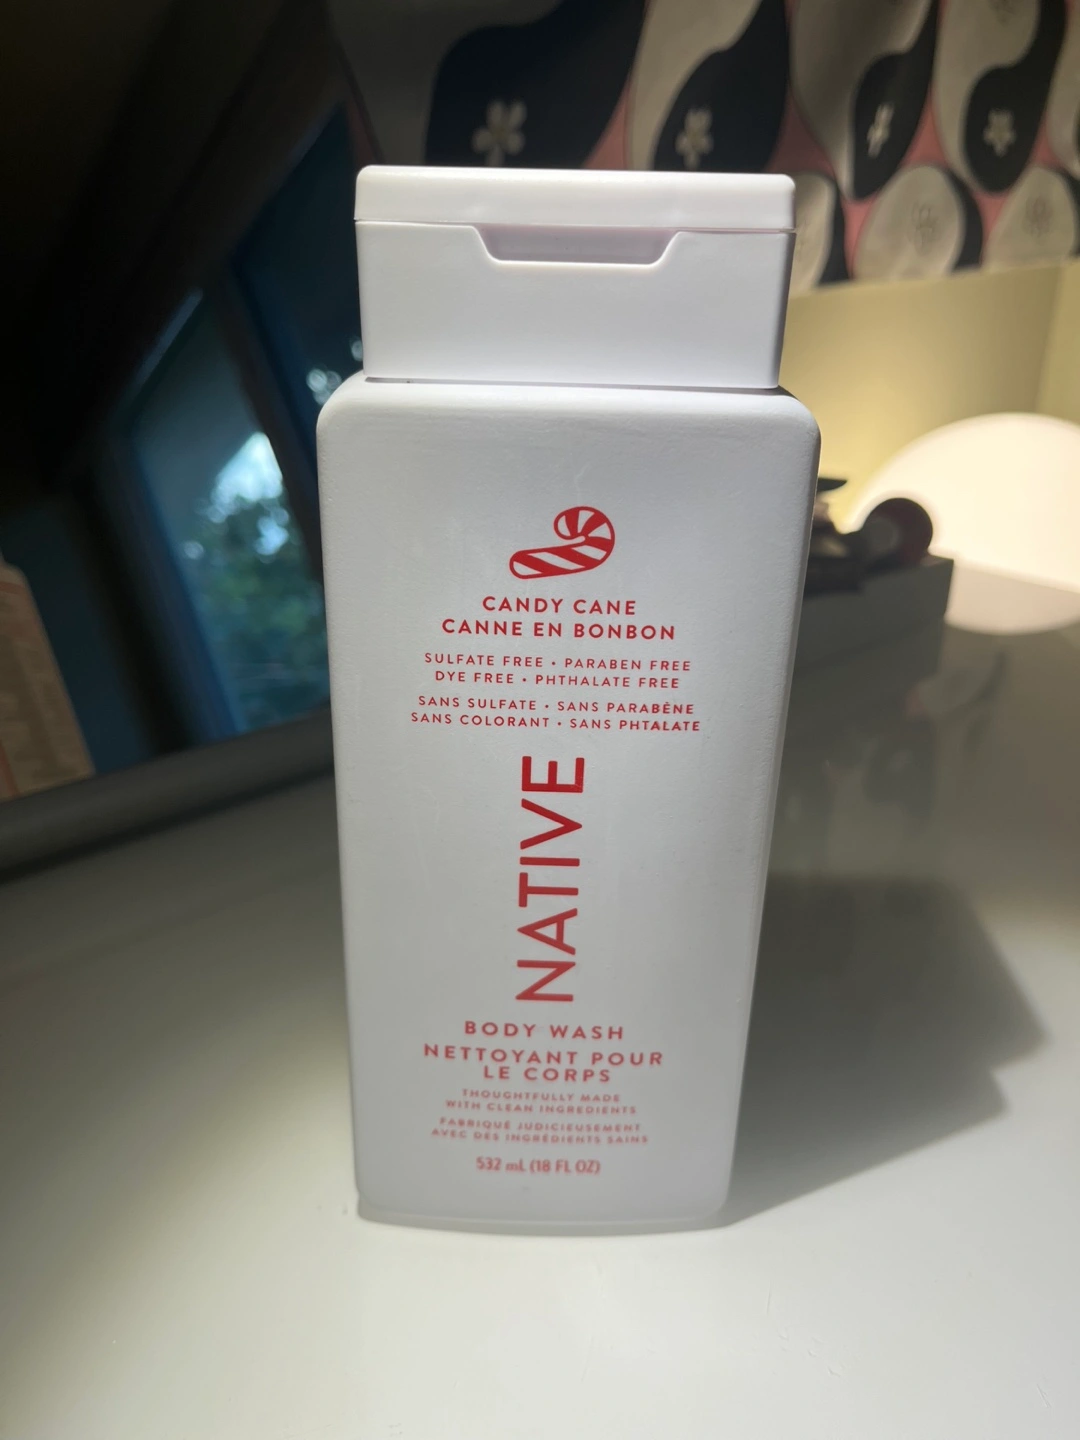 CANDY CANE
CANNE EN BONBON
SULFATE FREE • PARABEN FREE
DYE FREE • PHTHALATE FREE
SANS SULFATE • SANS PARABÈNE
SANS COLORANT • SANS PHTALATE
NATIVE
BODY WASH
NETTOYANT POUR
LE CORPS
THOUGHTFULLY MADE
WITH CLEAN INGREDIENTS
FABRIQUÉ JUDICIEUSEMENT
AVEC DES INGRÉDIENTS SAINS
532 mL (18 FL OZ)